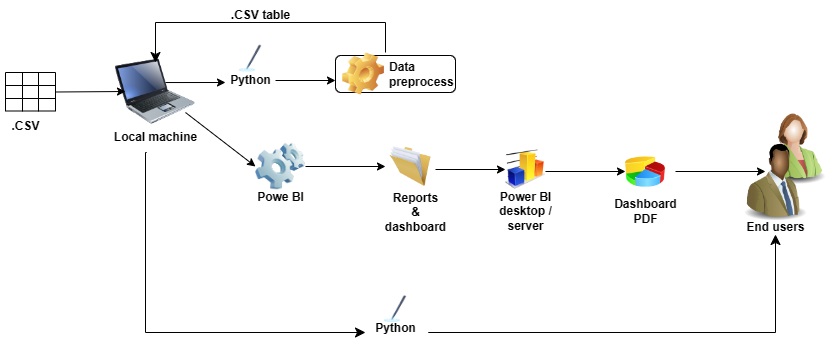 .CSV table
Data
preprocess
Python
.CSV
Local machine
Powe BI
Reports
&
dashboard
Power BI
desktop /
server
Dashboard
PDF
End users
Python